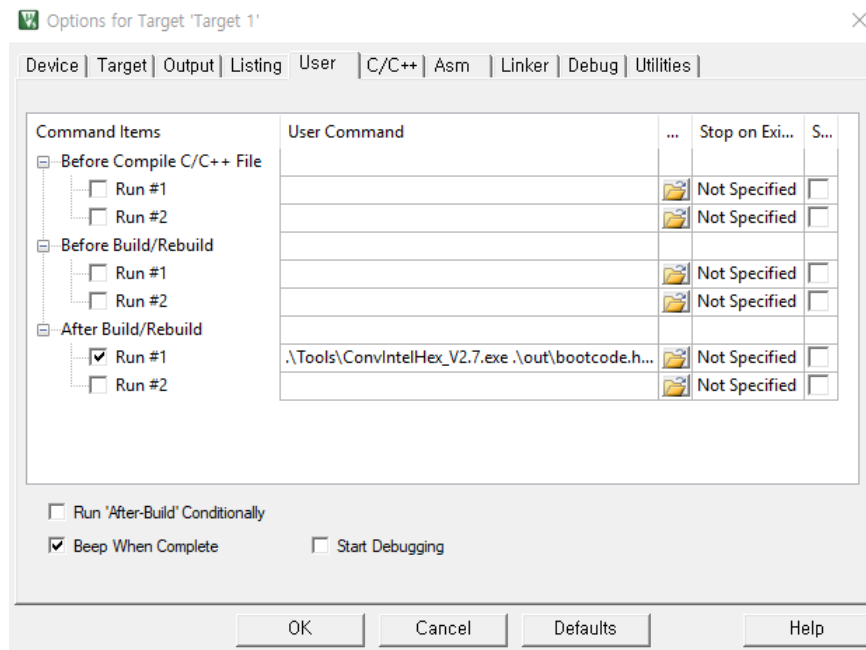 Options for Target 'Target 1'
Device Target Output Listing User C/C++ Asm Linker Debug Utilities
Command Items User Command ... Stop on Exi... S...
Before Compile C/C++ File
Run #1 Not Specified
Run #2 Not Specified
Before Build/Rebuild
Run #1 Not Specified
Run #2 Not Specified
After Build/Rebuild
Run #1 .\Tools\ConvIntelHex_V2.7.exe .\out\bootcode.h... Not Specified
Run #2 Not Specified
Run 'After-Build' Conditionally
Beep When Complete Start Debugging
OK Cancel Defaults Help